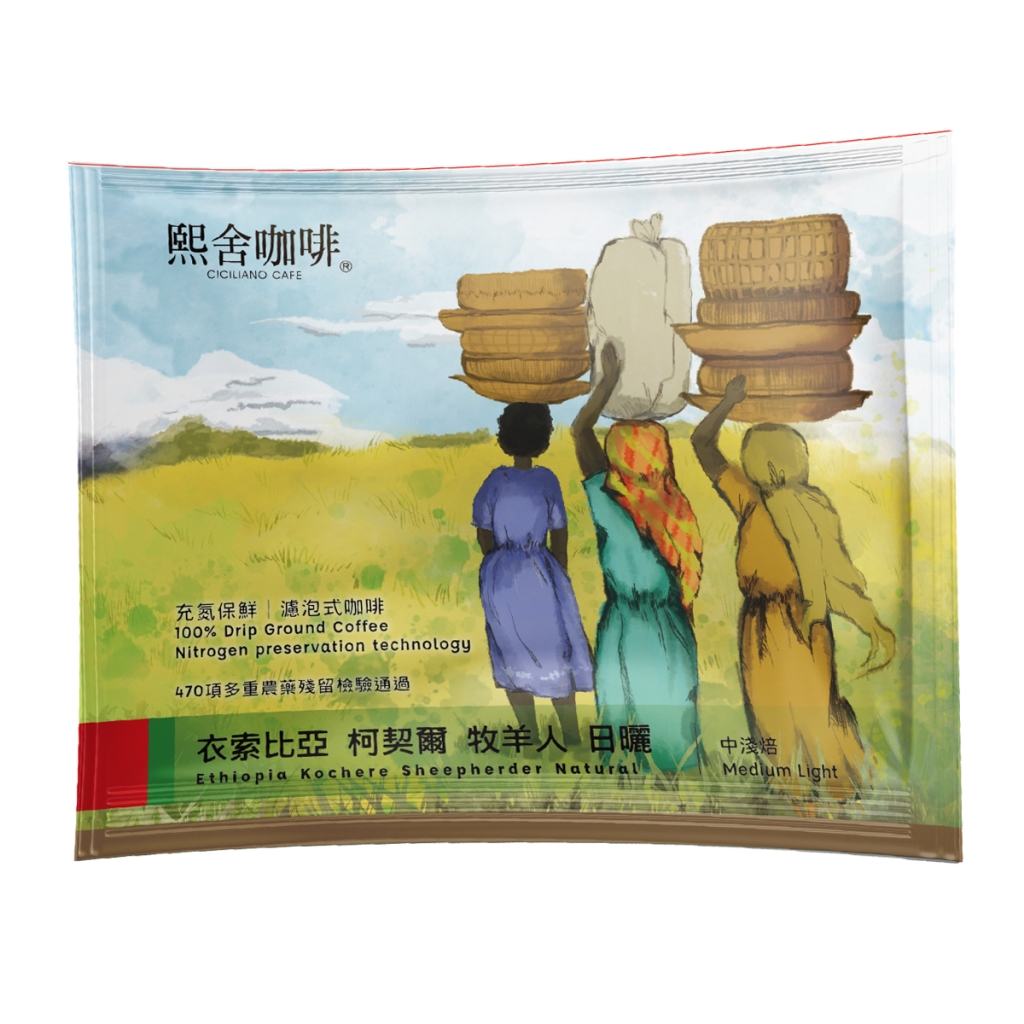 熙舍咖啡®
CICILIANO CAFE
充氮保鮮｜濾泡式咖啡
100% Drip Ground Coffee
Nitrogen preservation technology
470項多重農藥殘留檢驗通過
衣索比亞 柯契爾 牧羊人 日曬
Ethiopia Kochere Sheepherder Natural
中淺焙
Medium Light